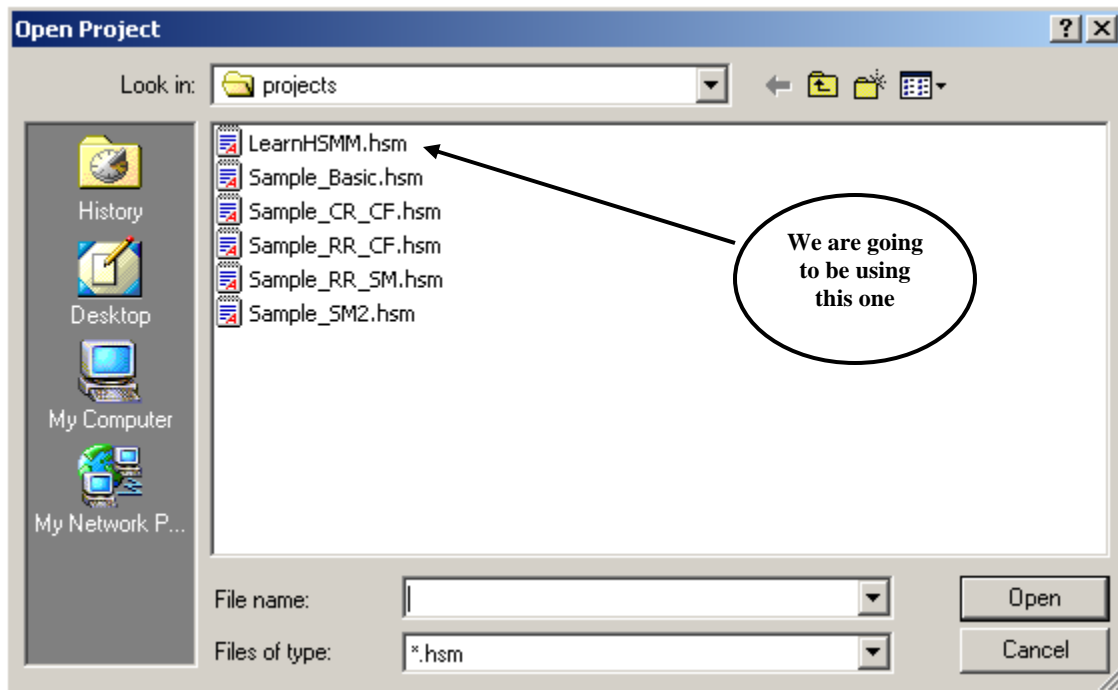 Open Project
Look in: projects
History
Desktop
My Computer
My Network P...
LearnHSMM.hsm
Sample_Basic.hsm
Sample_CR_CF.hsm
Sample_RR_CF.hsm
Sample_RR_SM.hsm
Sample_SM2.hsm
We are going
to be using
this one
File name: Open
Files of type: *.hsm Cancel